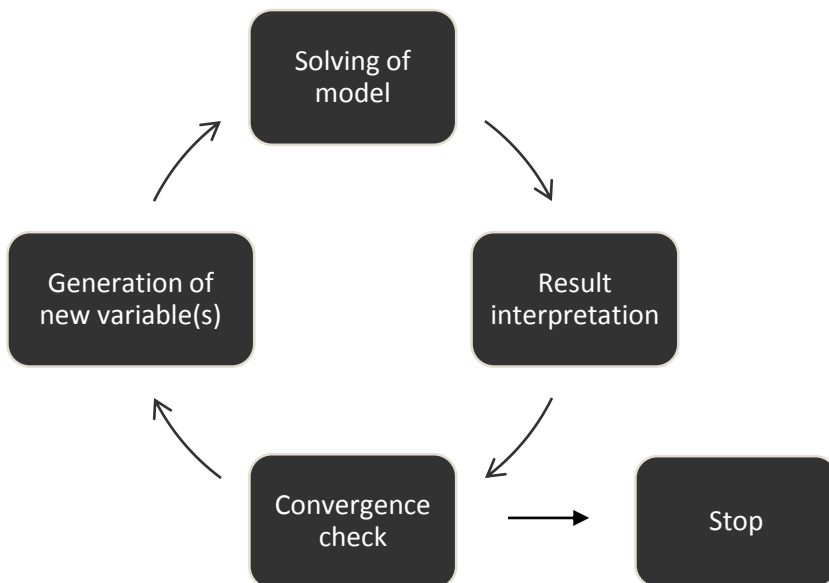 Solving of
model
Generation of
new variable(s)
Result
interpretation
Convergence
check
Stop